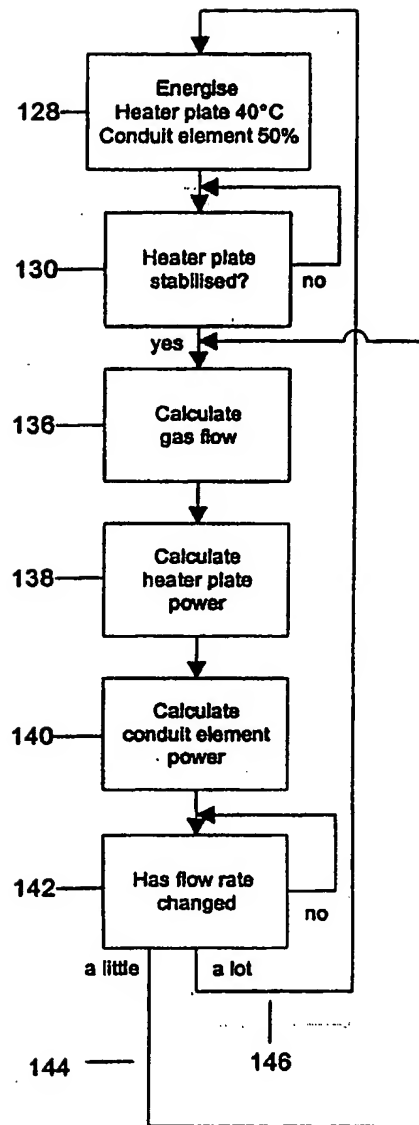 Energise
Heater plate 40°C
Conduit element 50%
128
Heater plate
stabilised?
130
no
yes
Calculate
gas flow
136
Calculate
heater plate
power
138
Calculate
conduit element
power
140
Has flow rate
changed
142
no
a little
a lot
144
146